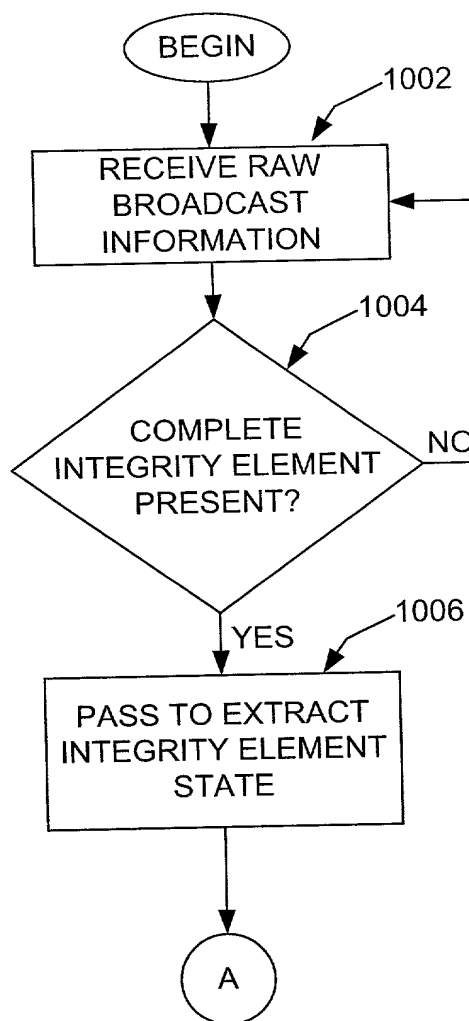 BEGIN
1002
RECEIVE RAW
BROADCAST
INFORMATION
1004
COMPLETE
INTEGRITY ELEMENT
PRESENT?
NO
YES
1006
PASS TO EXTRACT
INTEGRITY ELEMENT
STATE
A